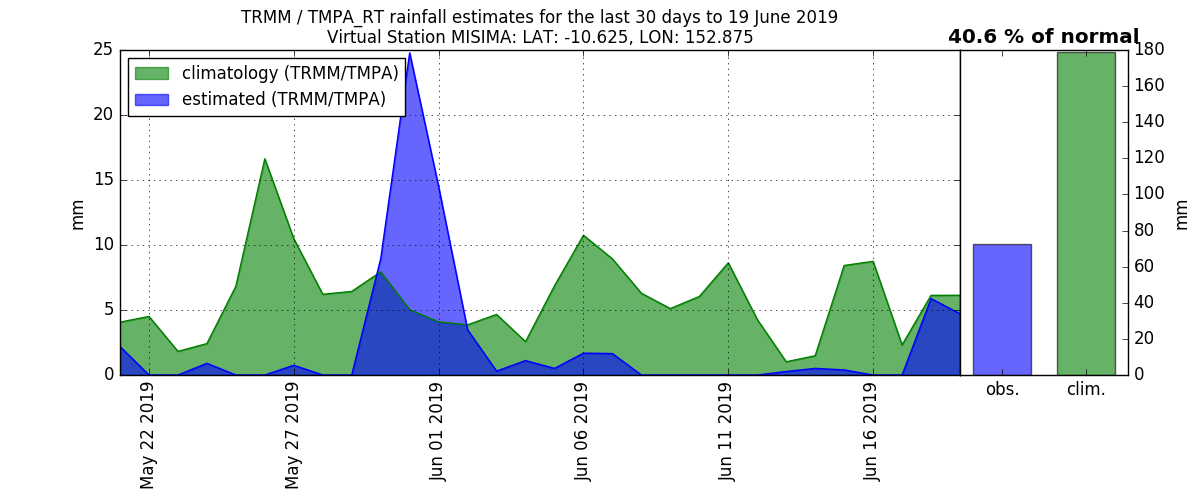 TRMM / TMPA_RT rainfall estimates for the last 30 days to 19 June 2019
Virtual Station MISIMA: LAT: -10.625, LON: 152.875
40.6 % of normal
climatology (TRMM/TMPA)
estimated (TRMM/TMPA)
25
20
15
10
5
0
mm
180
160
140
120
100
80
60
40
20
0
mm
May 22 2019
May 27 2019
Jun 01 2019
Jun 06 2019
Jun 11 2019
Jun 16 2019
obs.
clim.